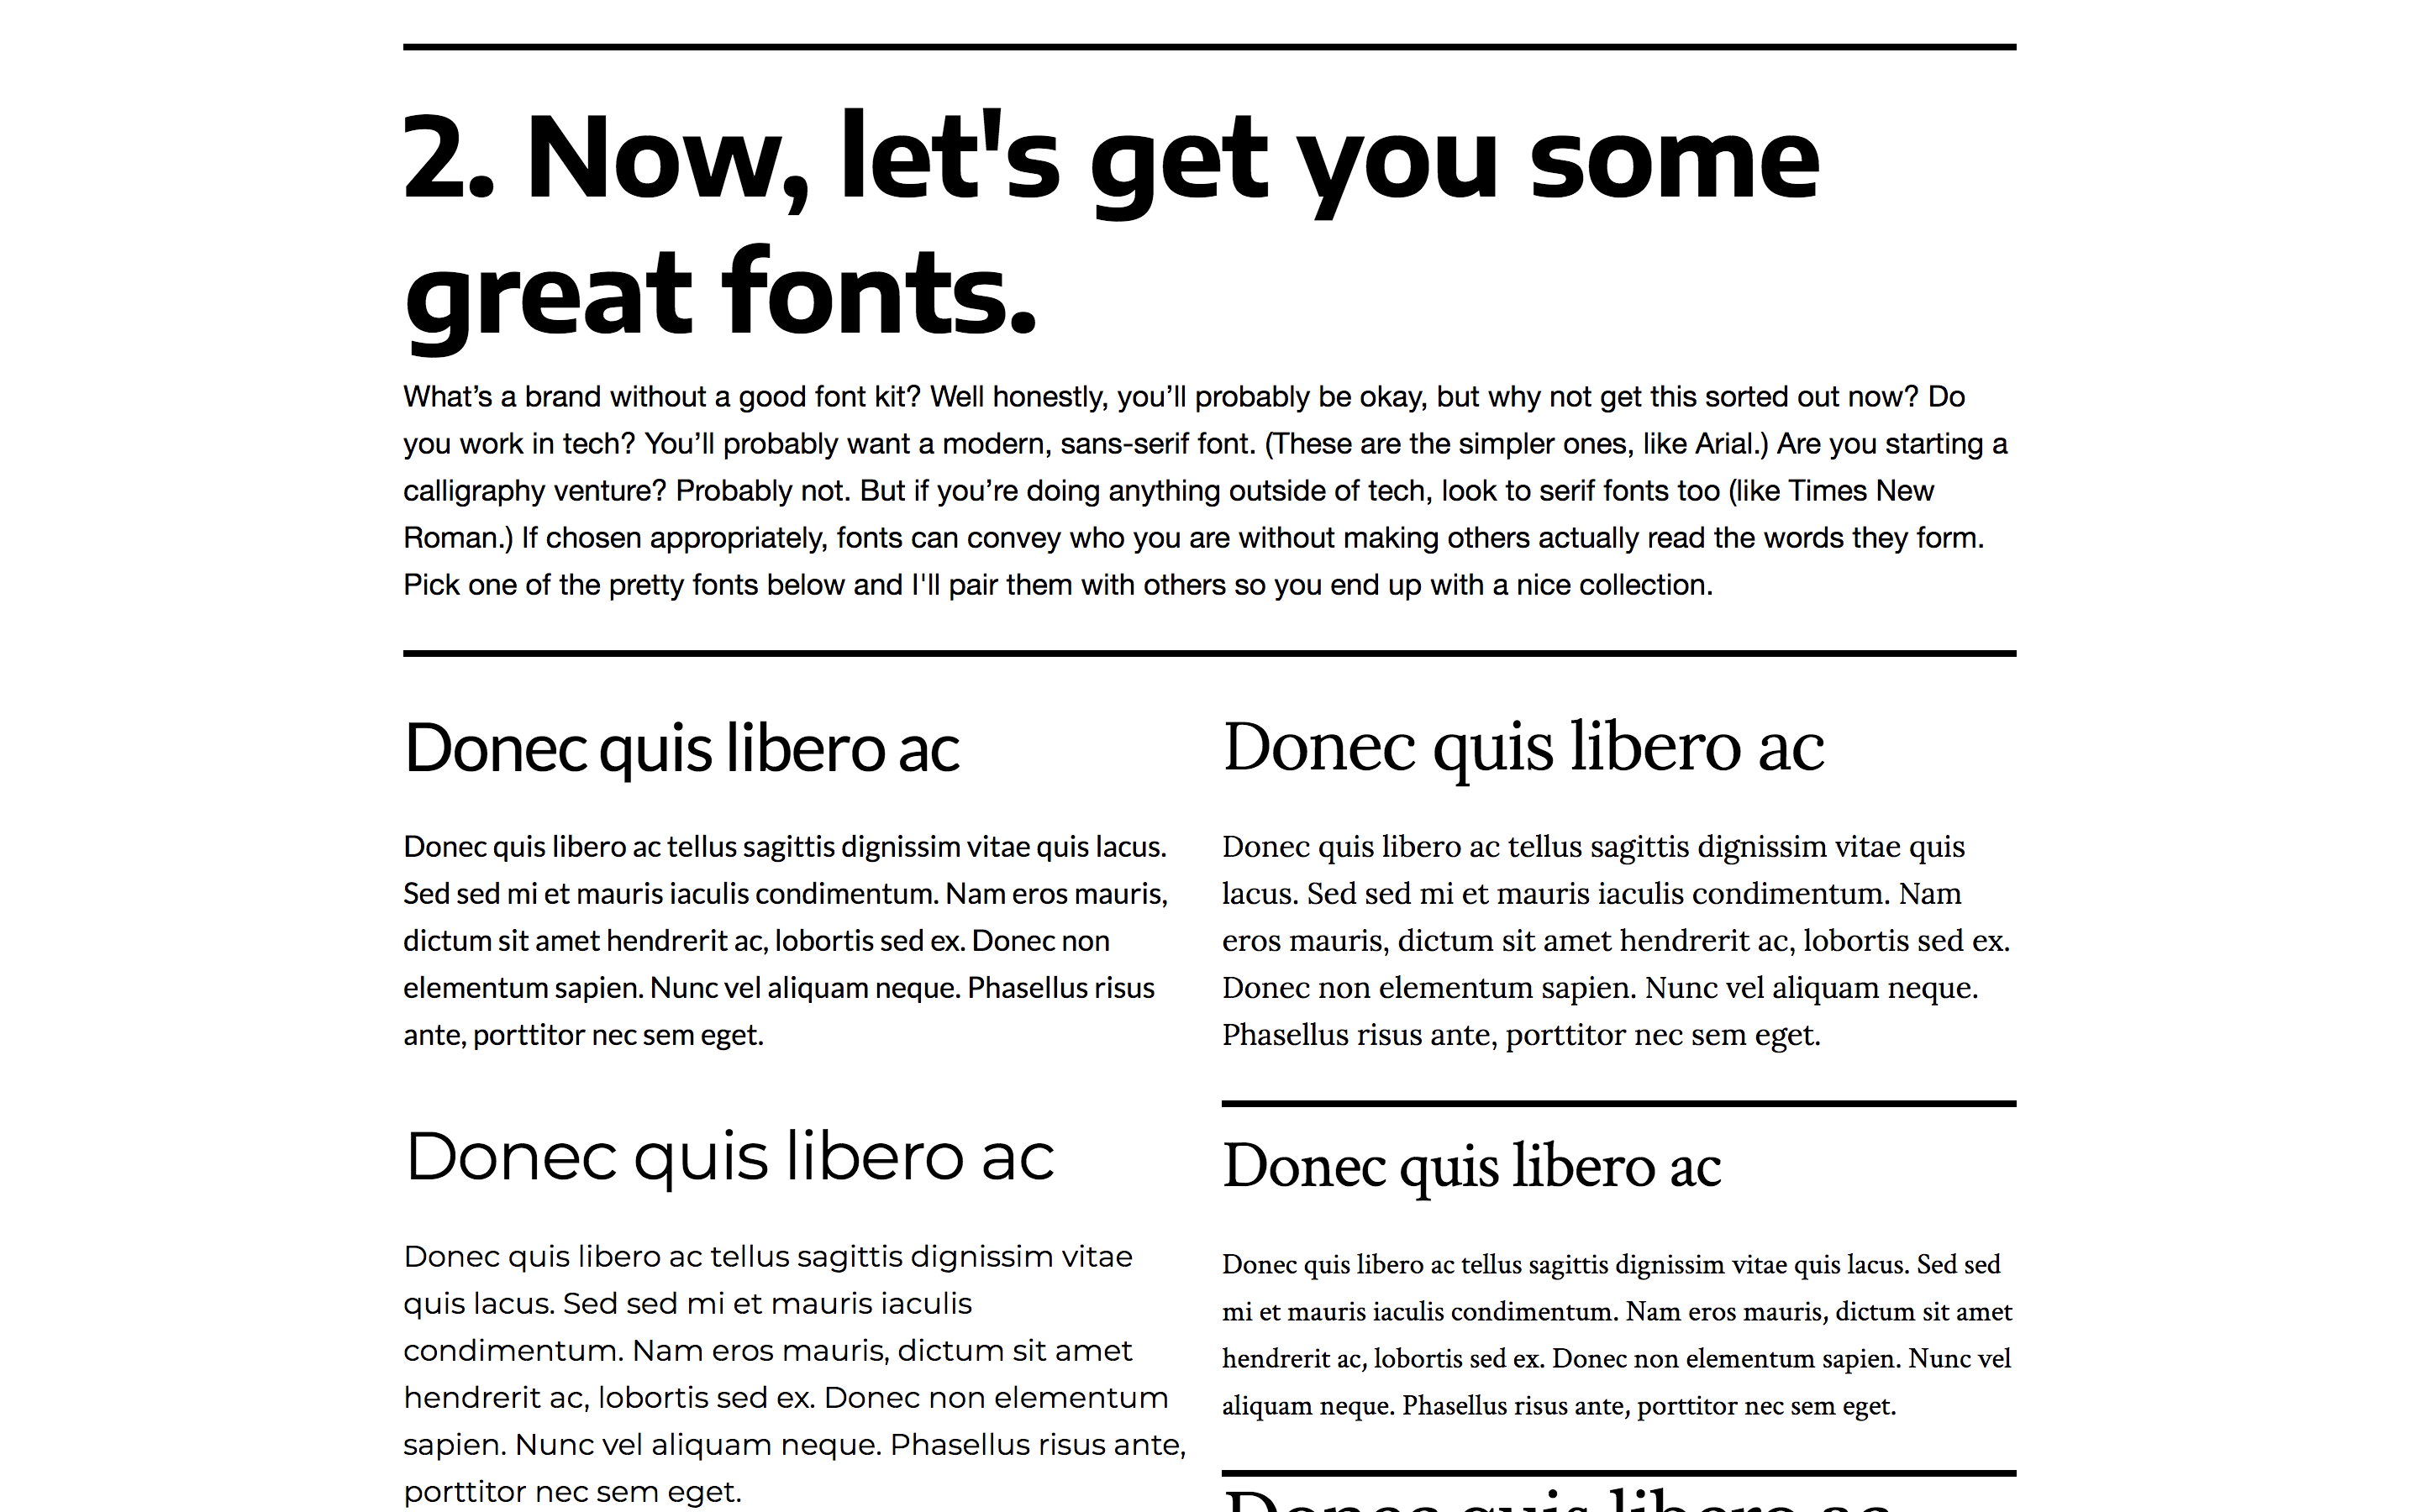 2. Now, let's get you some
great fonts.
What’s a brand without a good font kit? Well honestly, you’ll probably be okay, but why not get this sorted out now? Do
you work in tech? You’ll probably want a modern, sans-serif font. (These are the simpler ones, like Arial.) Are you starting a
calligraphy venture? Probably not. But if you’re doing anything outside of tech, look to serif fonts too (like Times New
Roman.) If chosen appropriately, fonts can convey who you are without making others actually read the words they form.
Pick one of the pretty fonts below and I'll pair them with others so you end up with a nice collection.
Donec quis libero ac
Donec quis libero ac tellus sagittis dignissim vitae quis lacus.
Sed sed mi et mauris iaculis condimentum. Nam eros mauris,
dictum sit amet hendrerit ac, lobortis sed ex. Donec non
elementum sapien. Nunc vel aliquam neque. Phasellus risus
ante, porttitor nec sem eget.
Donec quis libero ac
Donec quis libero ac tellus sagittis dignissim vitae
quis lacus. Sed sed mi et mauris iaculis
condimentum. Nam eros mauris, dictum sit amet
hendrerit ac, lobortis sed ex. Donec non elementum
sapien. Nunc vel aliquam neque. Phasellus risus ante,
porttitor nec sem eget.
Donec quis libero ac
Donec quis libero ac tellus sagittis dignissim vitae quis
lacus. Sed sed mi et mauris iaculis condimentum. Nam
eros mauris, dictum sit amet hendrerit ac, lobortis sed ex.
Donec non elementum sapien. Nunc vel aliquam neque.
Phasellus risus ante, porttitor nec sem eget.
Donec quis libero ac
Donec quis libero ac tellus sagittis dignissim vitae quis lacus. Sed sed
mi et mauris iaculis condimentum. Nam eros mauris, dictum sit amet
hendrerit ac, lobortis sed ex. Donec non elementum sapien. Nunc vel
aliquam neque. Phasellus risus ante, porttitor nec sem eget.
Donec quis libero ac